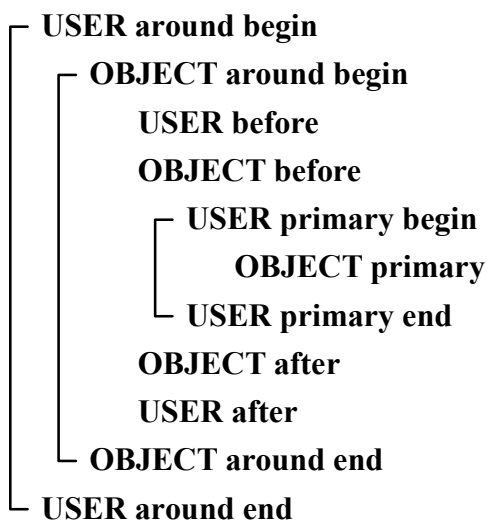 USER around begin
OBJECT around begin
USER before
OBJECT before
USER primary begin
OBJECT primary
USER primary end
OBJECT after
USER after
OBJECT around end
USER around end